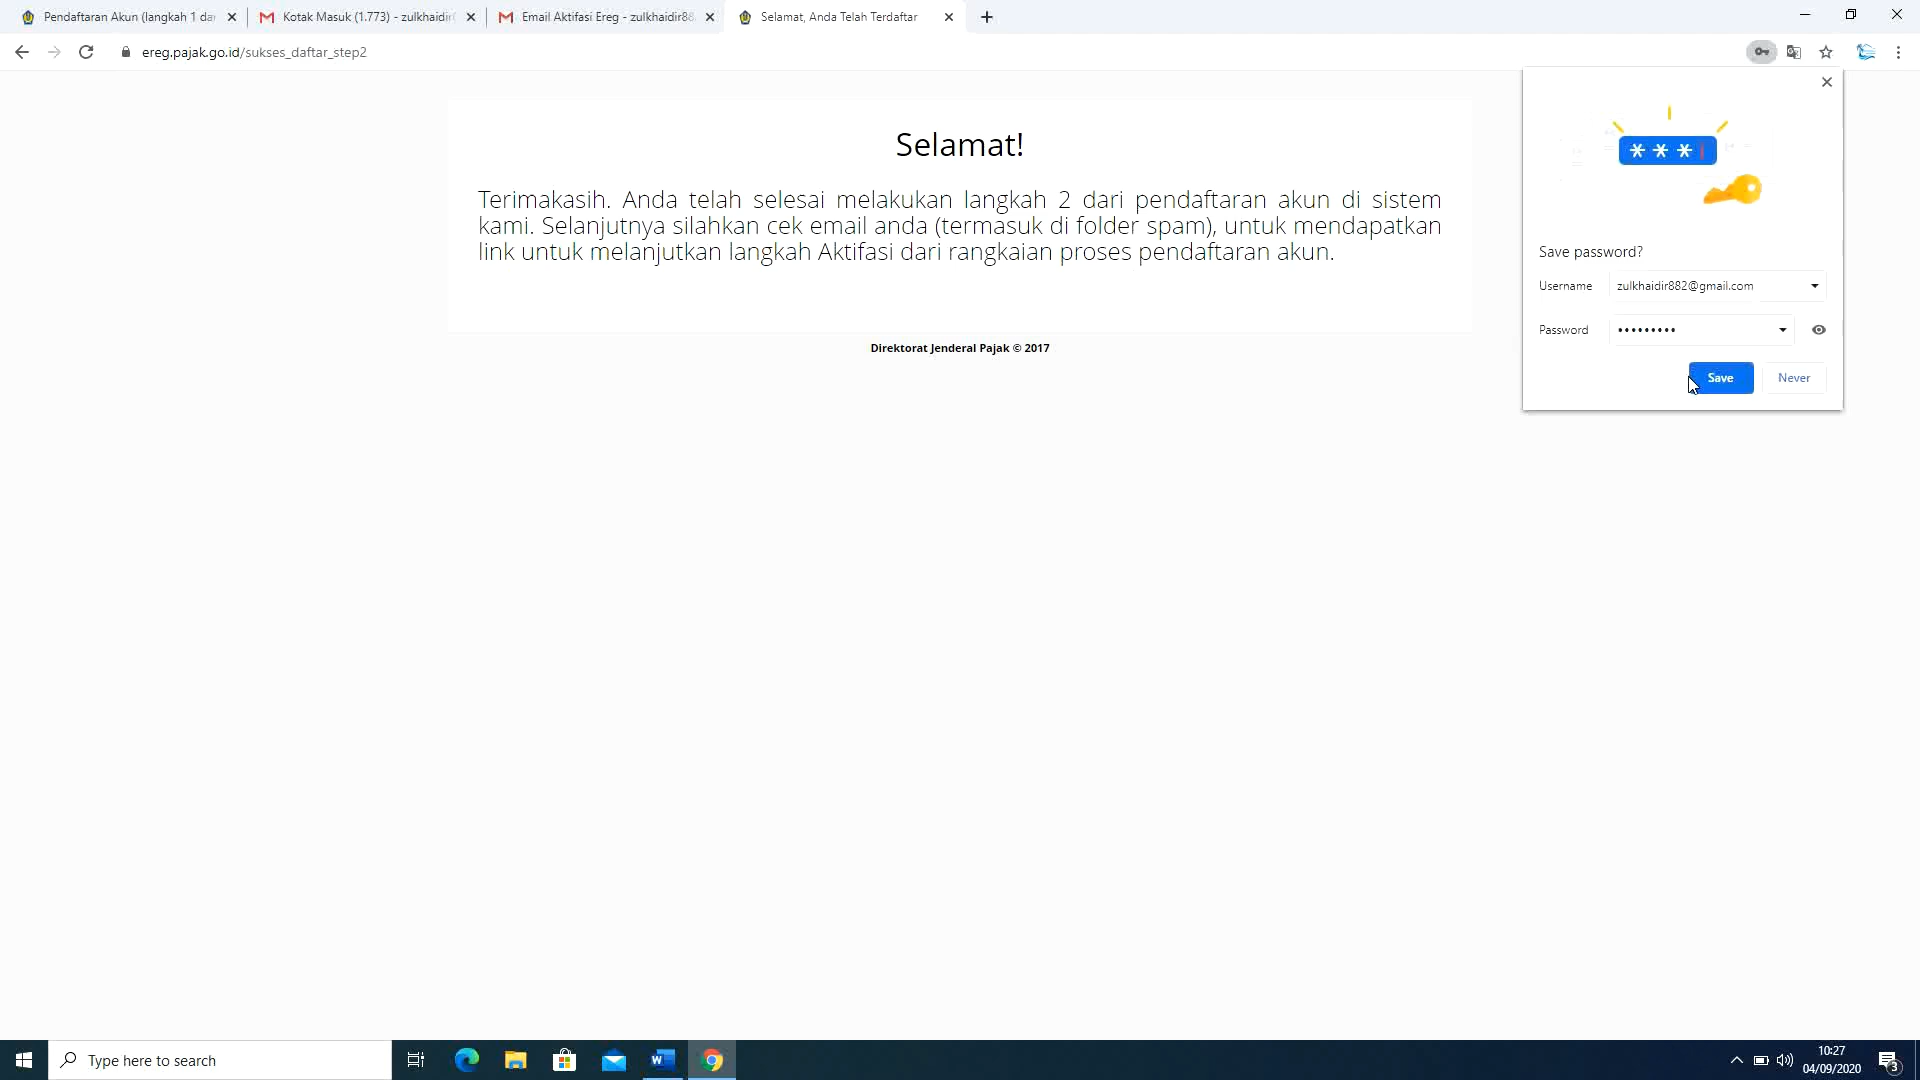 Pendaftaran Akun (langkah 1 da
Kotak Masuk (1.773) - zulkhaidir
Email Aktifasi Ereg - zulkhaidir88
Selamat, Anda Telah Terdaftar
ereg.pajak.go.id/sukses_daftar_step2
Selamat!
Terimakasih. Anda telah selesai melakukan langkah 2 dari pendaftaran akun di sistem
kami. Selanjutnya silahkan cek email anda (termasuk di folder spam), untuk mendapatkan
link untuk melanjutkan langkah Aktifasi dari rangkaian proses pendaftaran akun.
Direktorat Jenderal Pajak © 2017
***
Save password?
Username zulkhaidir882@gmail.com
Password •••••••••
Save Never
Type here to search
10:27
04/09/2020
3